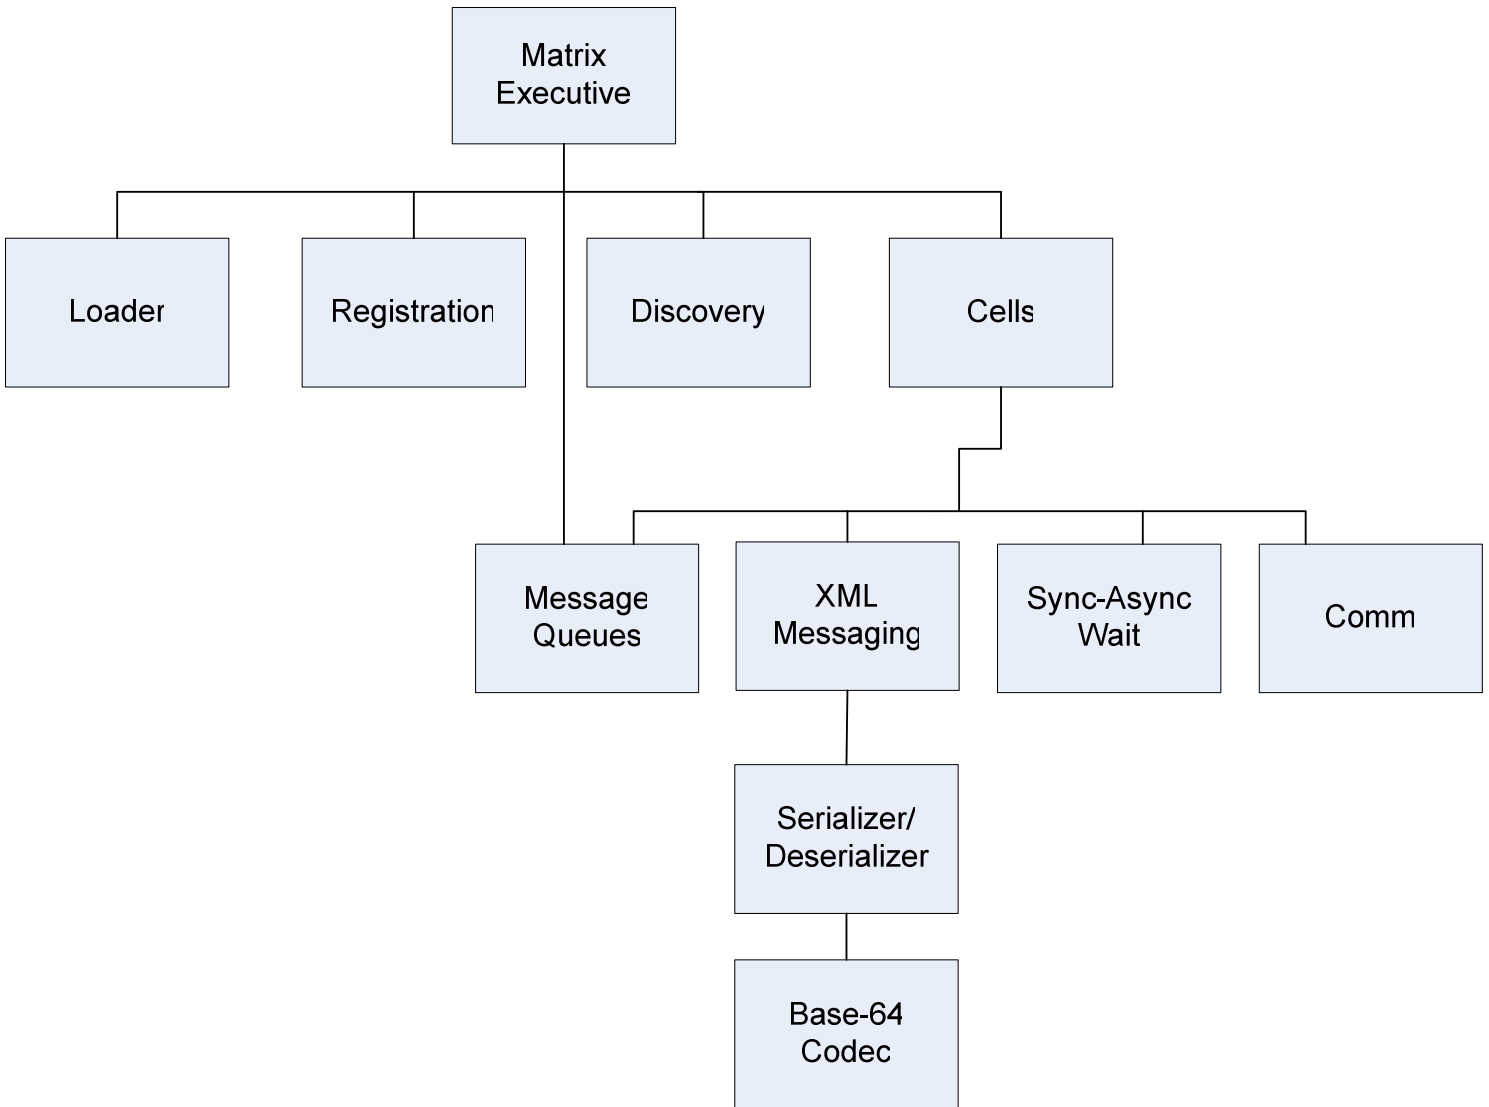 Matrix
Executive
Loader
Registration
Discovery
Cells
Message
Queues
XML
Messaging
Sync-Async
Wait
Comm
Serializer/
Deserializer
Base-64
Codec